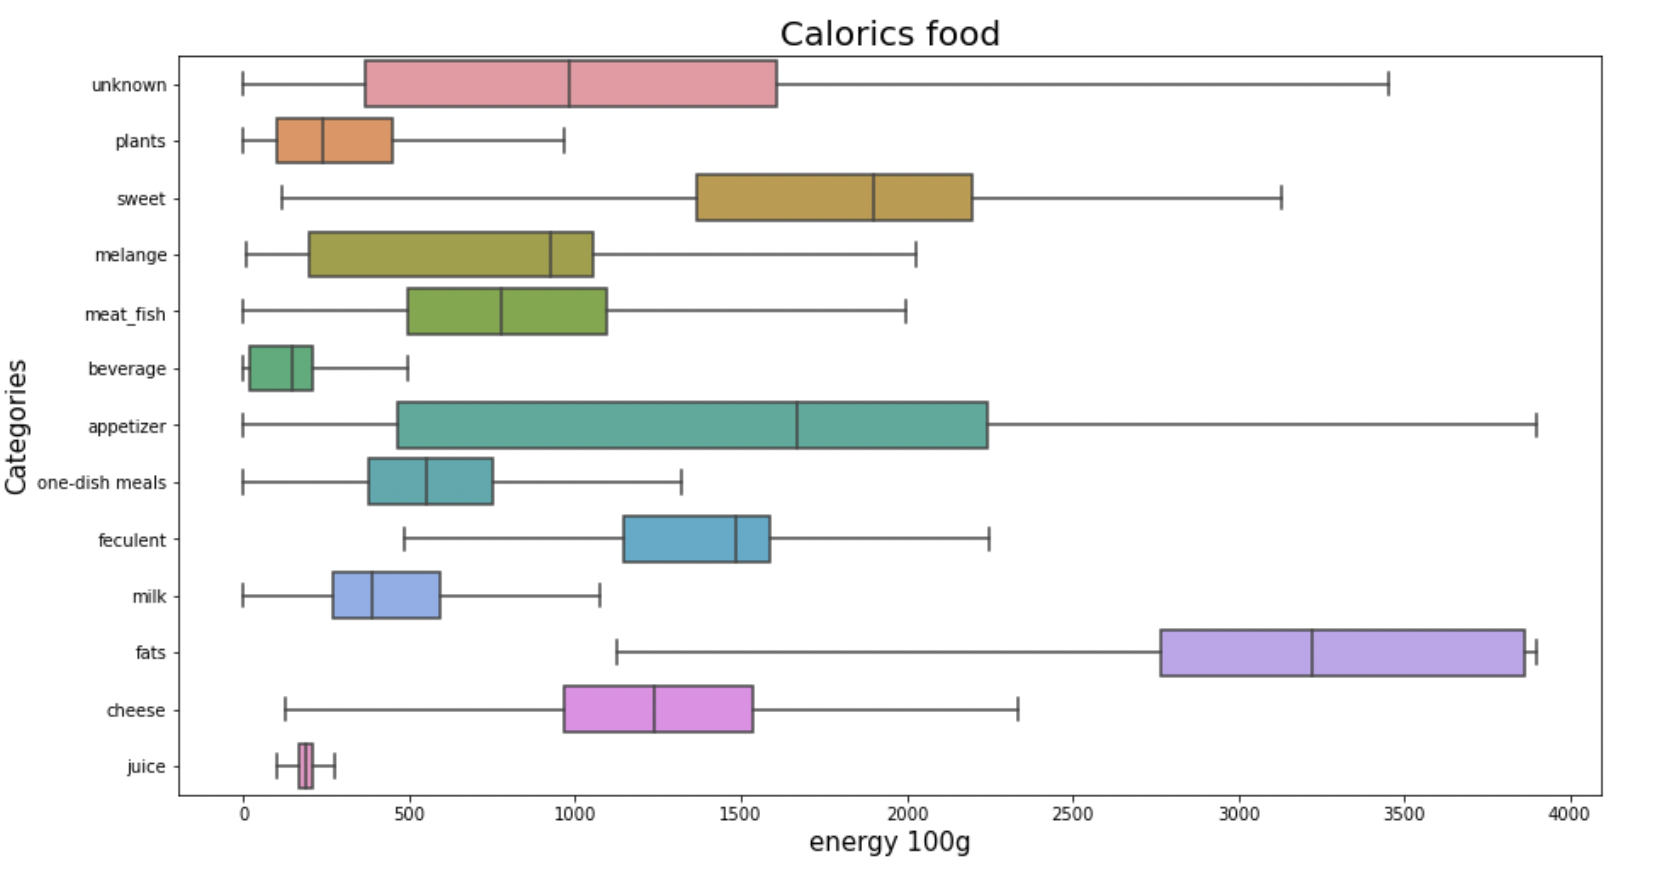 Calorics food
unknown
plants
sweet
melange
meat_fish
beverage
appetizer
one-dish meals
feculent
milk
fats
cheese
juice
Categories
0 500 1000 1500 2000 2500 3000 3500 4000
energy 100g